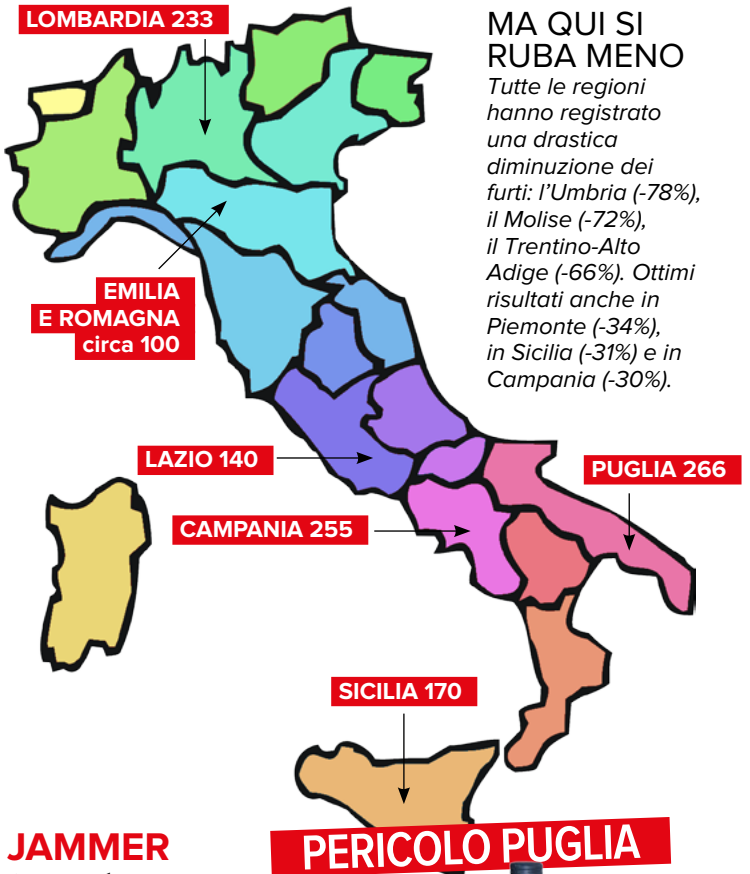 LOMBARDIA 233
MA QUI SI
RUBA MENO
Tutte le regioni
hanno registrato
una drastica
diminuzione dei
furti: l’Umbria (-78%),
il Molise (-72%),
il Trentino-Alto
Adige (-66%). Ottimi
risultati anche in
Piemonte (-34%),
in Sicilia (-31%) e in
Campania (-30%).
EMILIA
E ROMAGNA
circa 100
LAZIO 140
PUGLIA 266
CAMPANIA 255
SICILIA 170
JAMMER
PERICOLO PUGLIA